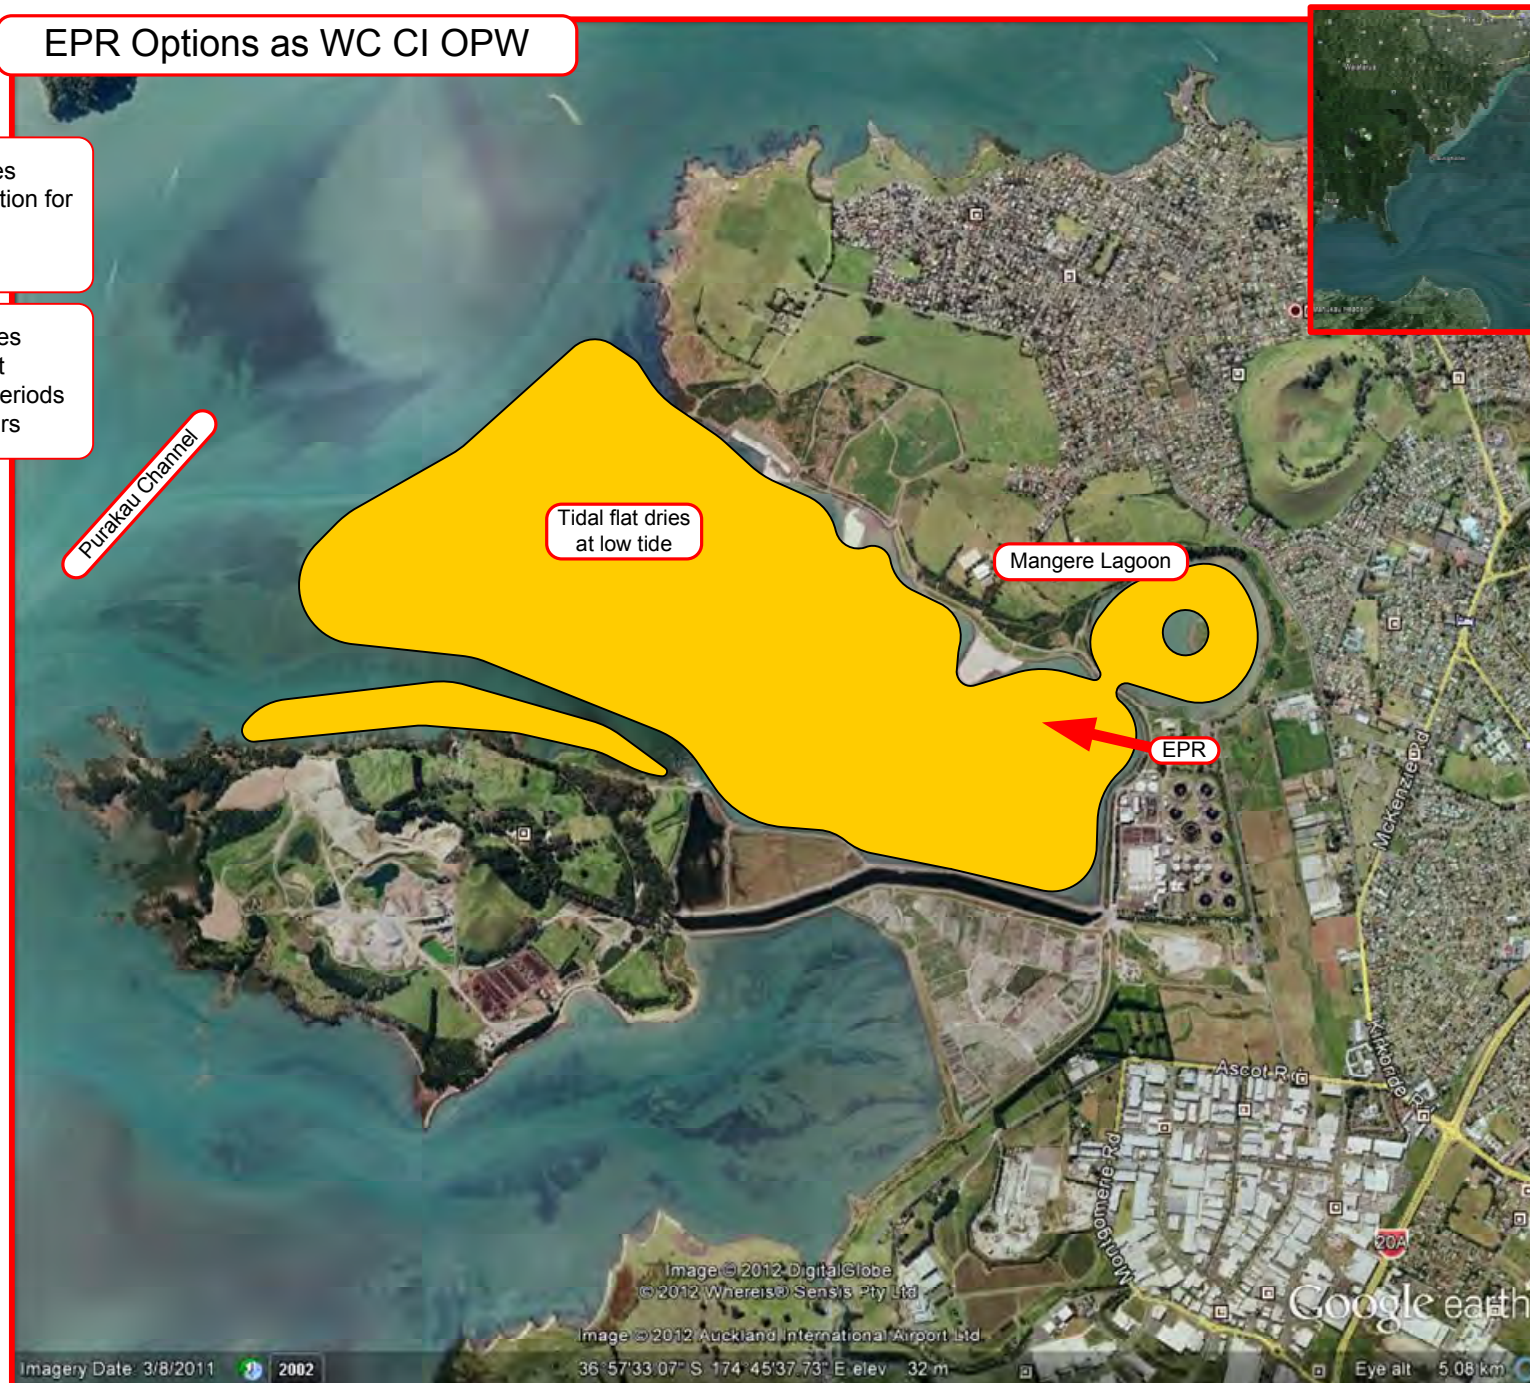 EPR Options as WC CI OPW
es
tion for
es
t
eriods
rs
Purakau Channel
Tidal flat dries
at low tide
Mangere Lagoon
EPR
McKenzie Rd
Kirkbride Rd
Ascot Rd
Montgomerie Rd
20A
Image © 2012 DigitalGlobe
© 2012 Whereis® Sensis Pty Ltd
Image © 2012 Auckland International Airport Ltd
Google earth
Imagery Date: 3/8/2011
2002
36°57'33.07" S 174°45'37.73" E elev 32 m
Eye alt 5.08 km